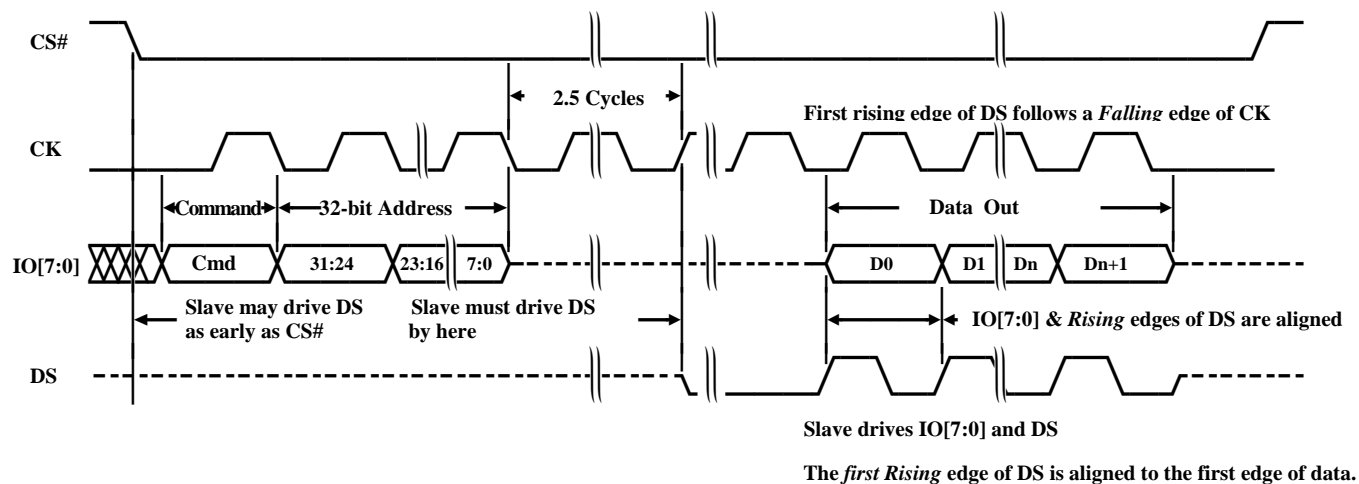 CS#
2.5 Cycles
First rising edge of DS follows a Falling edge of CK
CK
Command
32-bit Address
Data Out
IO[7:0]
Cmd
31:24
23:16
7:0
D0
D1
Dn
Dn+1
Slave may drive DS
as early as CS#
Slave must drive DS
by here
IO[7:0] & Rising edges of DS are aligned
DS
Slave drives IO[7:0] and DS
The first Rising edge of DS is aligned to the first edge of data.